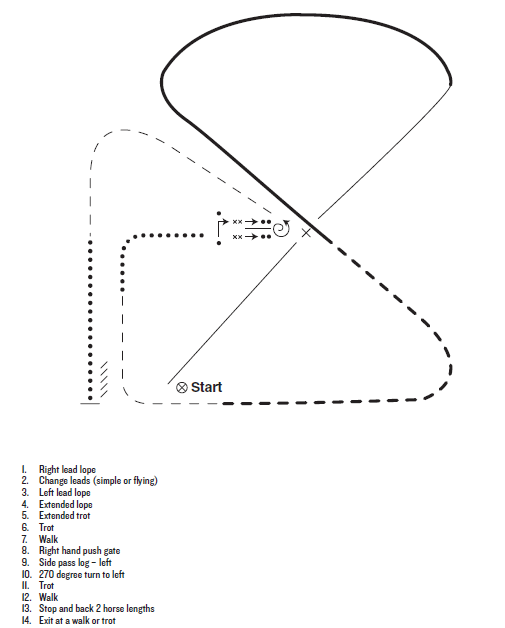 Start
1. Right lead lope
2. Change leads (simple or flying)
3. Left lead lope
4. Extended lope
5. Extended trot
6. Trot
7. Walk
8. Right hand push gate
9. Side pass log – left
10. 270 degree turn to left
11. Trot
12. Walk
13. Stop and back 2 horse lengths
14. Exit at a walk or trot